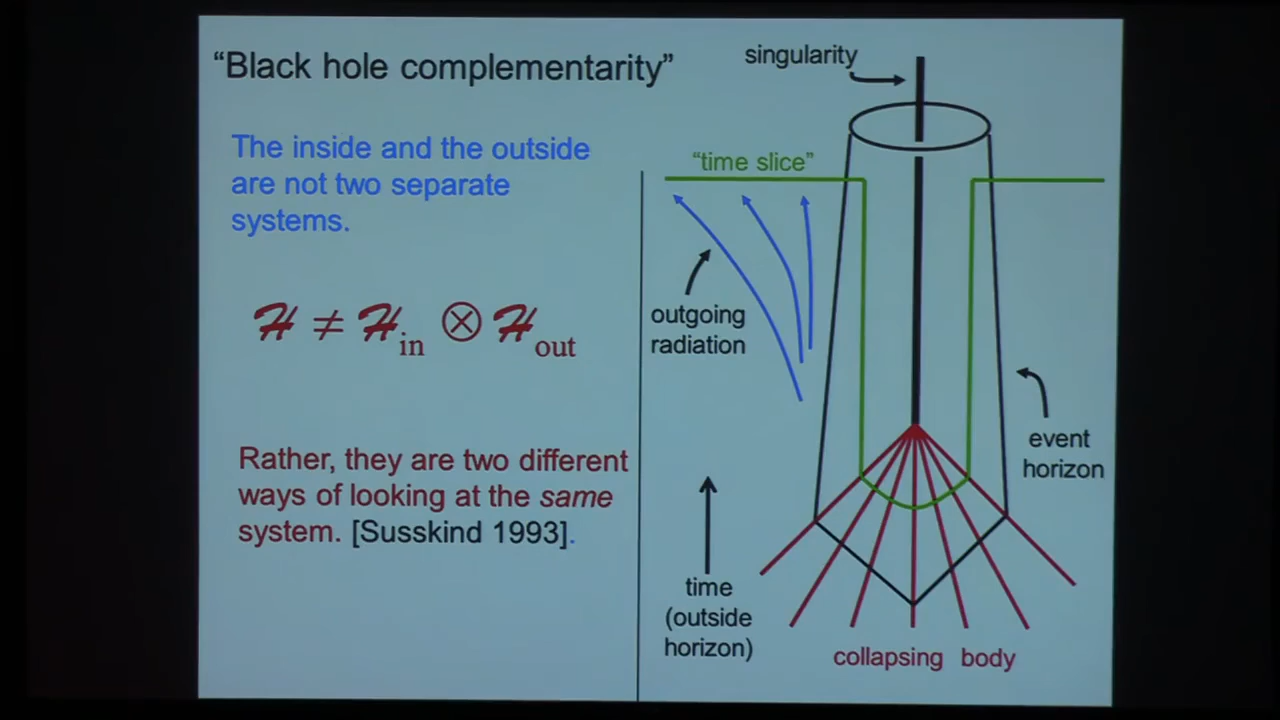 “Black hole complementarity”
The inside and the outside
are not two separate
systems.
ℋ ≠ ℋin ⊗ ℋout
Rather, they are two different
ways of looking at the same
system. [Susskind 1993].
singularity
“time slice”
outgoing
radiation
event
horizon
time
(outside
horizon)
collapsing body